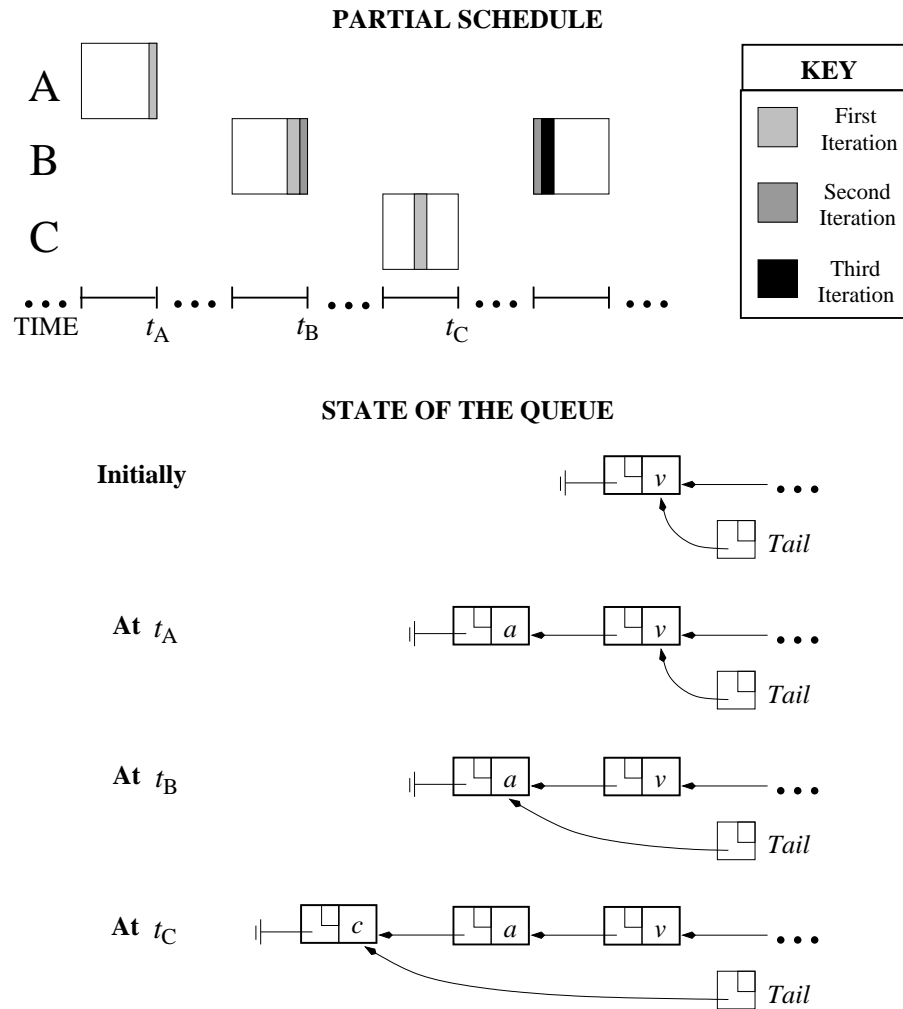 PARTIAL SCHEDULE
KEY
A
First
Iteration
B
Second
Iteration
C
Third
Iteration
TIME
tA
tB
tC
STATE OF THE QUEUE
Initially
v
Tail
At tA
a
v
Tail
At tB
a
v
Tail
At tC
c
a
v
Tail